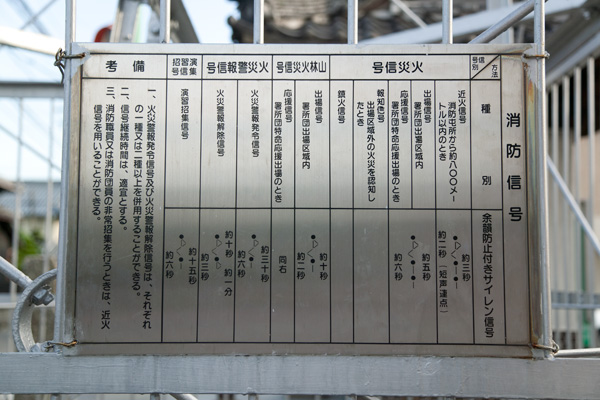 消防信号
方法
信号別
種別
余韻防止付きサイレン信号
火災信号
近火信号
消防屯所から約八〇〇メー
トル以内のとき
約三秒
約二秒
(短声連点)
出場信号
署所団出場区域内
応援信号
署所団特命応援出場のとき
約五秒
約六秒
報知信号
出場区域外の火災を認知し
たとき
鎮火信号
山林火災信号
出場信号
署所団出場区域内
約十秒
約二秒
応援信号
署所団特命応援出場のとき
同右
火災警報信号
火災警報発令信号
約三十秒
約六秒
火災警報解除信号
約十秒
約一分
約三秒
演習招集信号
演習招集信号
約十五秒
約六秒
備考
一、火災警報発令信号及び火災警報解除信号は、それぞれ
の一種又は二種以上を併用することができる。
二、信号継続時間は、適宜とする。
三、消防職員又は消防団員の非常招集を行うときは、近火
信号を用いることができる。